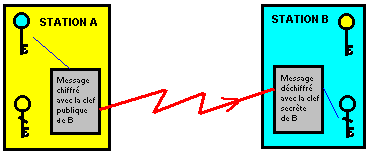 STATION A
Message
chiffré
avec la clef
publique
de B
STATION B
Message
déchiffré
avec la clef
secrète
de B